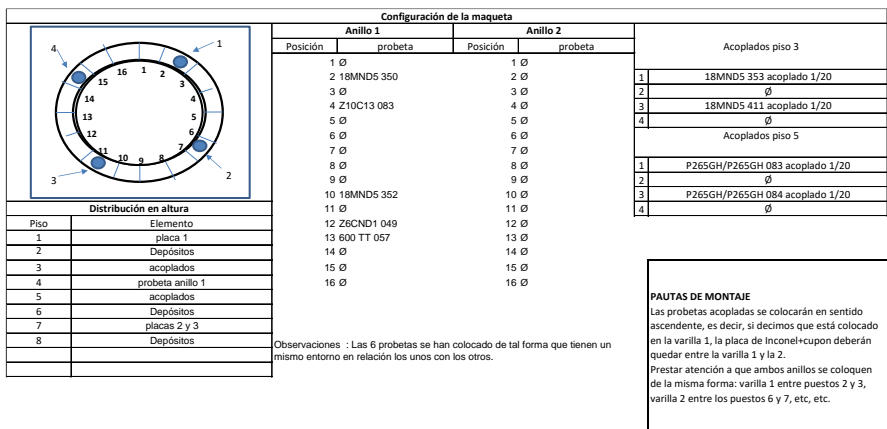 Configuración de la maqueta
Anillo 1 Anillo 2
Posición probeta Posición probeta
1 Ø 1 Ø
2 18MND5 350 2 Ø
3 Ø 3 Ø
4 Z10C13 083 4 Ø
5 Ø 5 Ø
6 Ø 6 Ø
7 Ø 7 Ø
8 Ø 8 Ø
9 Ø 9 Ø
10 18MND5 352 10 Ø
11 Ø 11 Ø
12 Z6CND1 049 12 Ø
13 600 TT 057 13 Ø
14 Ø 14 Ø
15 Ø 15 Ø
16 Ø 16 Ø
4 1
16 1 2
15 3
14 4
13 5
12 6
11 10 9 8 7
3 2
Acoplados piso 3
1 18MND5 353 acoplado 1/20
2 Ø
3 18MND5 411 acoplado 1/20
4 Ø
Acoplados piso 5
1 P265GH/P265GH 083 acoplado 1/20
2 Ø
3 P265GH/P265GH 084 acoplado 1/20
4 Ø
Distribución en altura
Piso Elemento
1 placa 1
2 Depósitos
3 acoplados
4 probeta anillo 1
5 acoplados
6 Depósitos
7 placas 2 y 3
8 Depósitos
Observaciones : Las 6 probetas se han colocado de tal forma que tienen un
mismo entorno en relación los unos con los otros.
PAUTAS DE MONTAJE
Las probetas acopladas se colocarán en sentido
ascendente, es decir, si decimos que está colocado
en la varilla 1, la placa de Inconel+cupon deberán
quedar entre la varilla 1 y la 2.
Prestar atención a que ambos anillos se coloquen
de la misma forma: varilla 1 entre puestos 2 y 3,
varilla 2 entre los puestos 6 y 7, etc, etc.